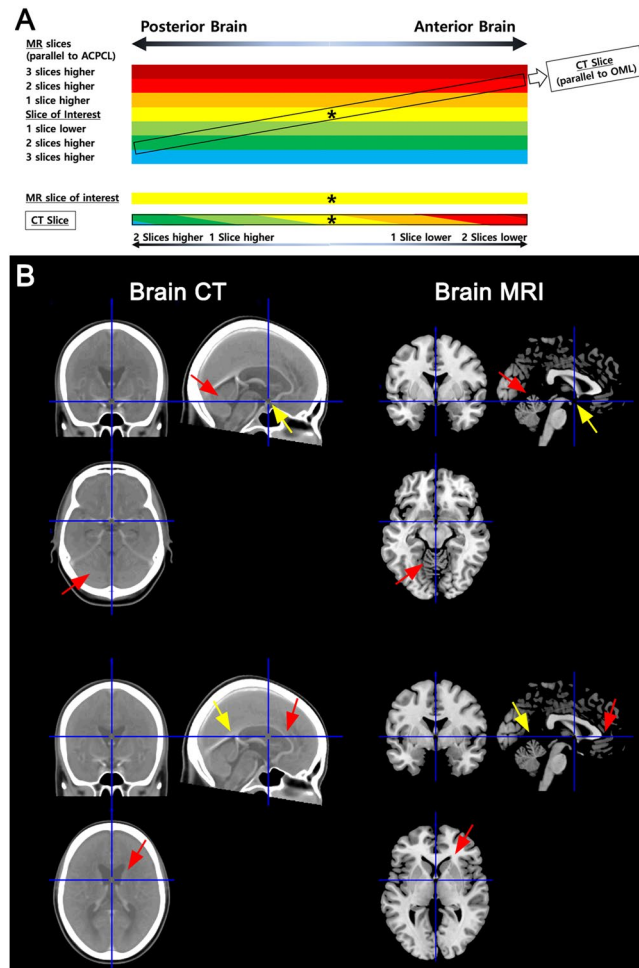 A
Posterior Brain
Anterior Brain
MR slices
(parallel to ACPCL)
3 slices higher
2 slices higher
1 slice higher
Slice of Interest
1 slice lower
2 slices higher
3 slices higher
*
CT Slice
(parallel to OML)
MR slice of interest
*
CT Slice
*
2 Slices higher
1 Slice higher
1 Slice lower
2 Slices lower
B
Brain CT
Brain MRI